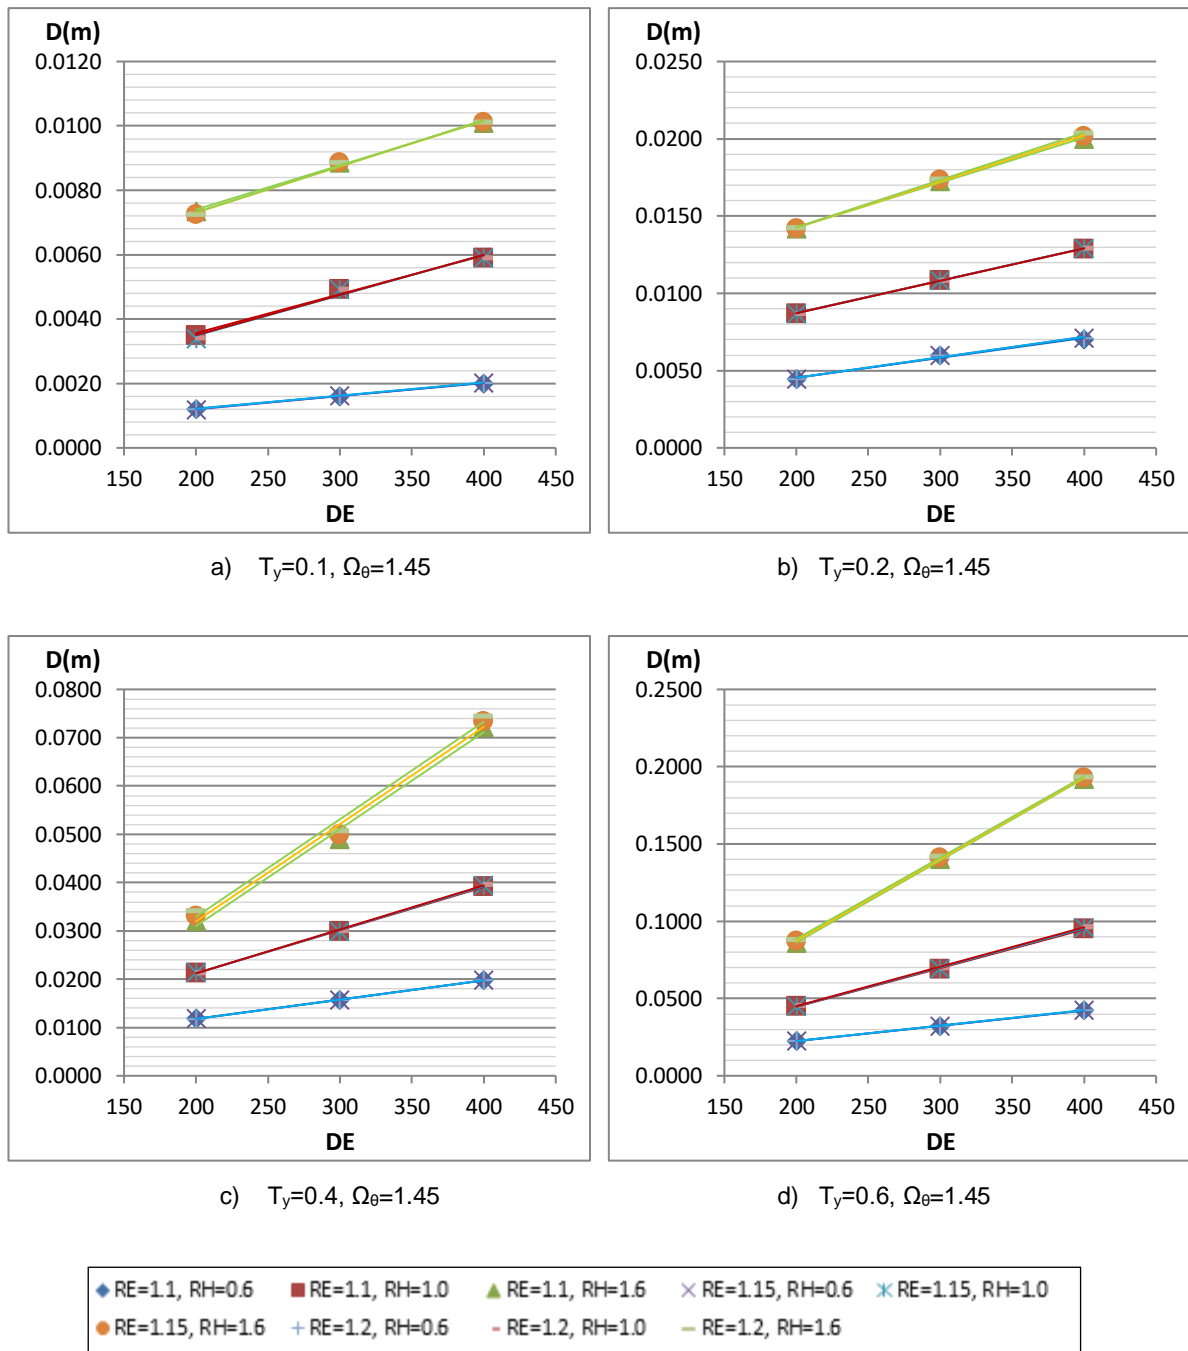 D(m)
0.0120
0.0100
0.0080
0.0060
0.0040
0.0020
0.0000
150 200 250 300 350 400 450
DE
a) Tᵧ=0.1, Ωθ=1.45
D(m)
0.0250
0.0200
0.0150
0.0100
0.0050
0.0000
150 200 250 300 350 400 450
DE
b) Tᵧ=0.2, Ωθ=1.45
D(m)
0.0800
0.0700
0.0600
0.0500
0.0400
0.0300
0.0200
0.0100
0.0000
150 200 250 300 350 400 450
DE
c) Tᵧ=0.4, Ωθ=1.45
D(m)
0.2500
0.2000
0.1500
0.1000
0.0500
0.0000
150 200 250 300 350 400 450
DE
d) Tᵧ=0.6, Ωθ=1.45
RE=1.1, RH=0.6 RE=1.1, RH=1.0 RE=1.1, RH=1.6 RE=1.15, RH=0.6 RE=1.15, RH=1.0
RE=1.15, RH=1.6 RE=1.2, RH=0.6 RE=1.2, RH=1.0 RE=1.2, RH=1.6